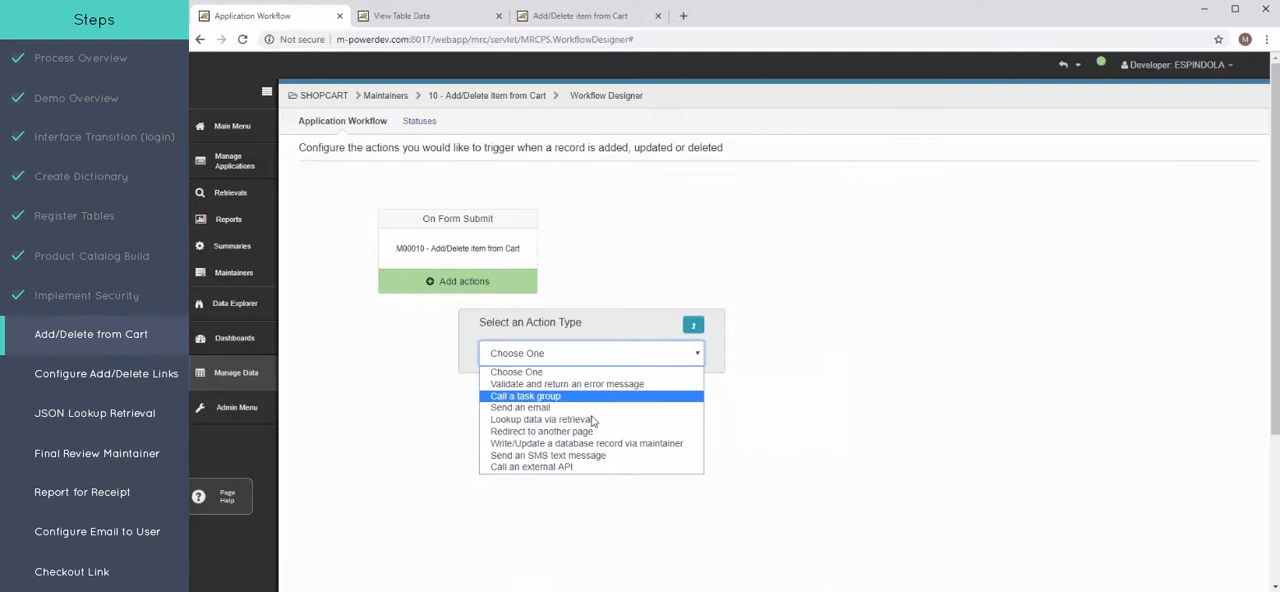 Steps
Process Overview
Demo Overview
Interface Transition (login)
Create Dictionary
Register Tables
Product Catalog Build
Implement Security
Add/Delete from Cart
Configure Add/Delete Links
JSON Lookup Retrieval
Final Review Maintainer
Report for Receipt
Configure Email to User
Checkout Link
Application Workflow
View Table Data
Add/Delete item from Cart
Not secure
m-powerdev.com:8017/webapp/mrc/servlet/MRCPS.WorkflowDesigner#
M
Developer: ESPINDOLA
Main Menu
Manage
Applications
Retrievals
Reports
Summaries
Maintainers
Data Explorer
Dashboards
Manage Data
Admin Menu
Page
Help
SHOPCART
Maintainers
10 - Add/Delete item from Cart
Workflow Designer
Application Workflow
Statuses
Configure the actions you would like to trigger when a record is added, updated or deleted
On Form Submit
M00010 - Add/Delete item from Cart
Add actions
Select an Action Type
Choose One
Choose One
Validate and return an error message
Call a task group
Send an email
Lookup data via retrieval
Redirect to another page
Write/Update a database record via maintainer
Send an SMS text message
Call an external API